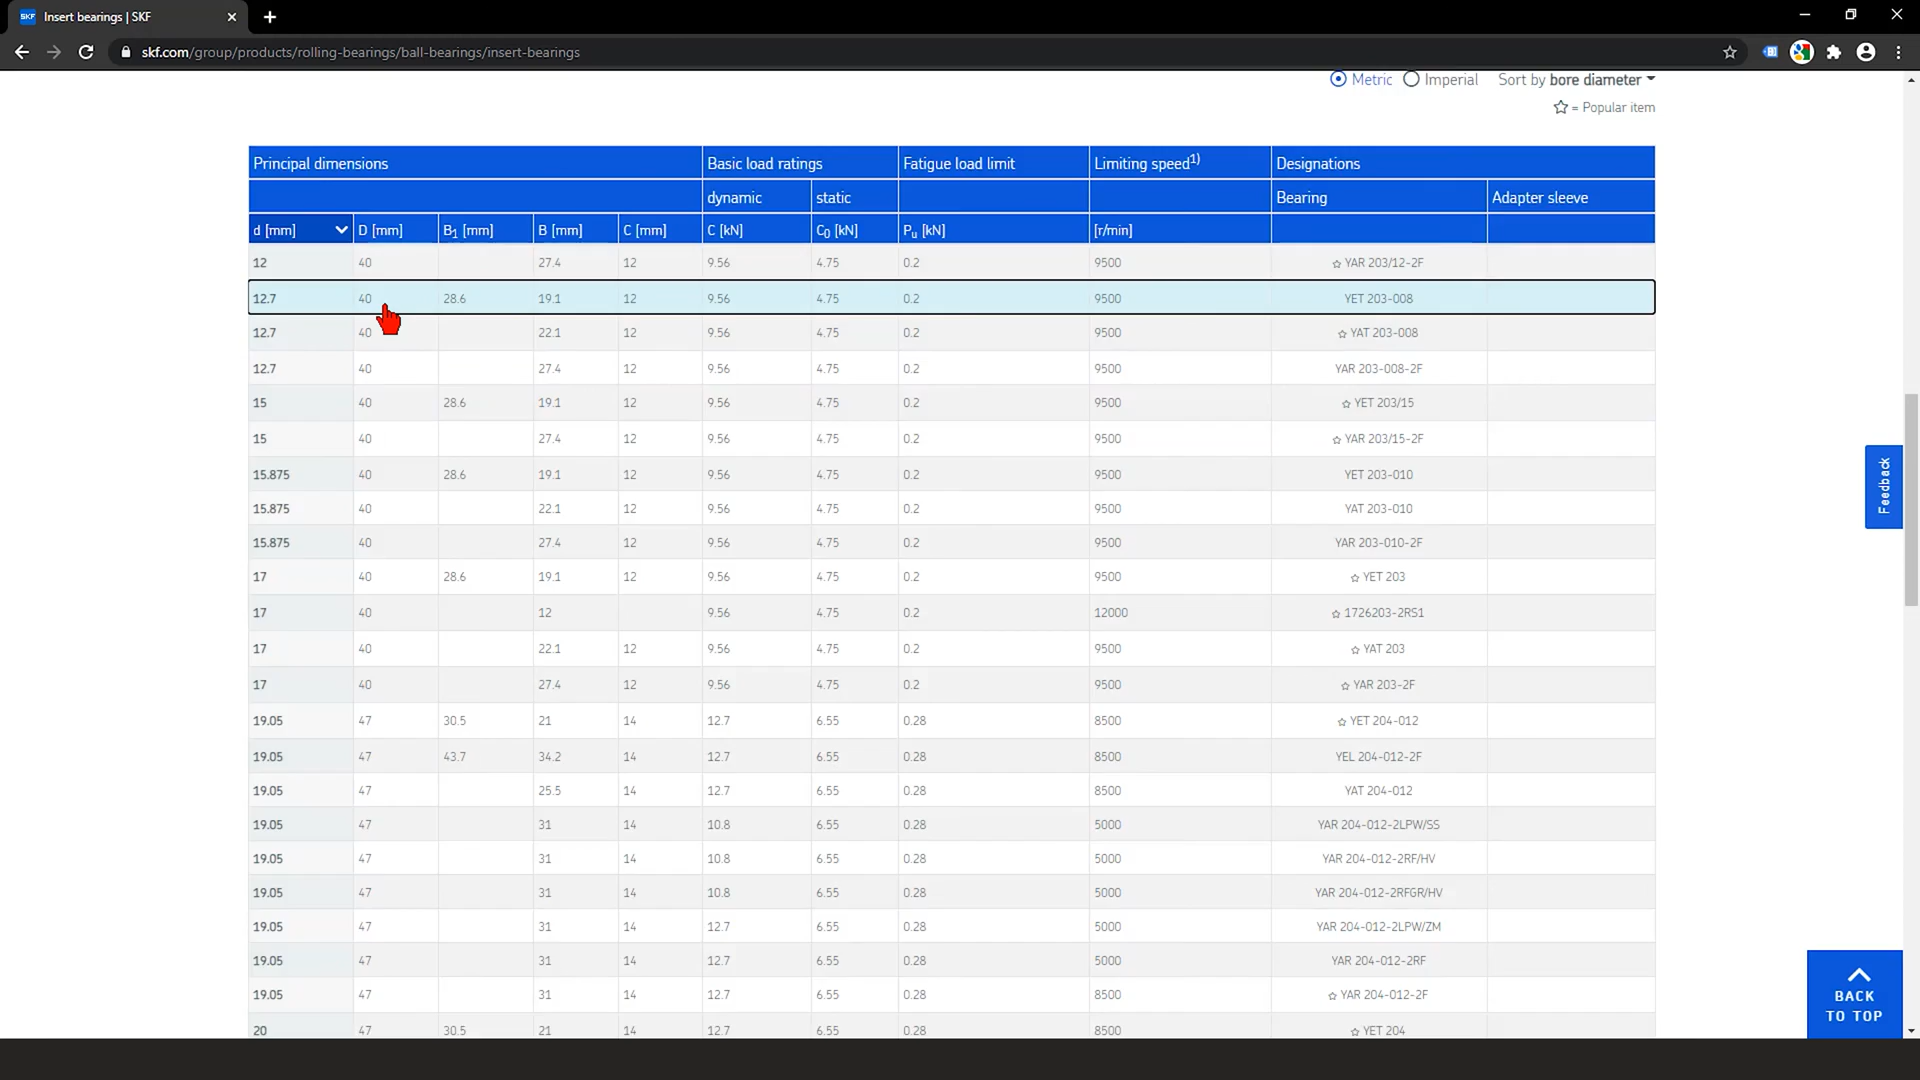 SKF Insert bearings | SKF
skf.com/group/products/rolling-bearings/ball-bearings/insert-bearings
Metric Imperial Sort by bore diameter
= Popular item
Principal dimensions Basic load ratings Fatigue load limit Limiting speed1) Designations
dynamic static Bearing Adapter sleeve
d [mm] D [mm] B1 [mm] B [mm] C [mm] C [kN] C0 [kN] Pu [kN] [r/min]
12 40 27.4 12 9.56 4.75 0.2 9500 YAR 203/12-2F
12.7 40 28.6 19.1 12 9.56 4.75 0.2 9500 YET 203-008
12.7 40 22.1 12 9.56 4.75 0.2 9500 YAT 203-008
12.7 40 27.4 12 9.56 4.75 0.2 9500 YAR 203-008-2F
15 40 28.6 19.1 12 9.56 4.75 0.2 9500 YET 203/15
15 40 27.4 12 9.56 4.75 0.2 9500 YAR 203/15-2F
15.875 40 28.6 19.1 12 9.56 4.75 0.2 9500 YET 203-010
15.875 40 22.1 12 9.56 4.75 0.2 9500 YAT 203-010
15.875 40 27.4 12 9.56 4.75 0.2 9500 YAR 203-010-2F
17 40 28.6 19.1 12 9.56 4.75 0.2 9500 YET 203
17 40 12 9.56 4.75 0.2 12000 1726203-2RS1
17 40 22.1 12 9.56 4.75 0.2 9500 YAT 203
17 40 27.4 12 9.56 4.75 0.2 9500 YAR 203-2F
19.05 47 30.5 21 14 12.7 6.55 0.28 8500 YET 204-012
19.05 47 43.7 34.2 14 12.7 6.55 0.28 8500 YEL 204-012-2F
19.05 47 25.5 14 12.7 6.55 0.28 8500 YAT 204-012
19.05 47 31 14 10.8 6.55 0.28 5000 YAR 204-012-2LPW/SS
19.05 47 31 14 10.8 6.55 0.28 5000 YAR 204-012-2RF/HV
19.05 47 31 14 10.8 6.55 0.28 5000 YAR 204-012-2RFGR/HV
19.05 47 31 14 12.7 6.55 0.28 5000 YAR 204-012-2LPW/ZM
19.05 47 31 14 12.7 6.55 0.28 5000 YAR 204-012-2RF
19.05 47 31 14 12.7 6.55 0.28 8500 YAR 204-012-2F
20 47 30.5 21 14 12.7 6.55 0.28 8500 YET 204
Feedback
BACK
TO TOP